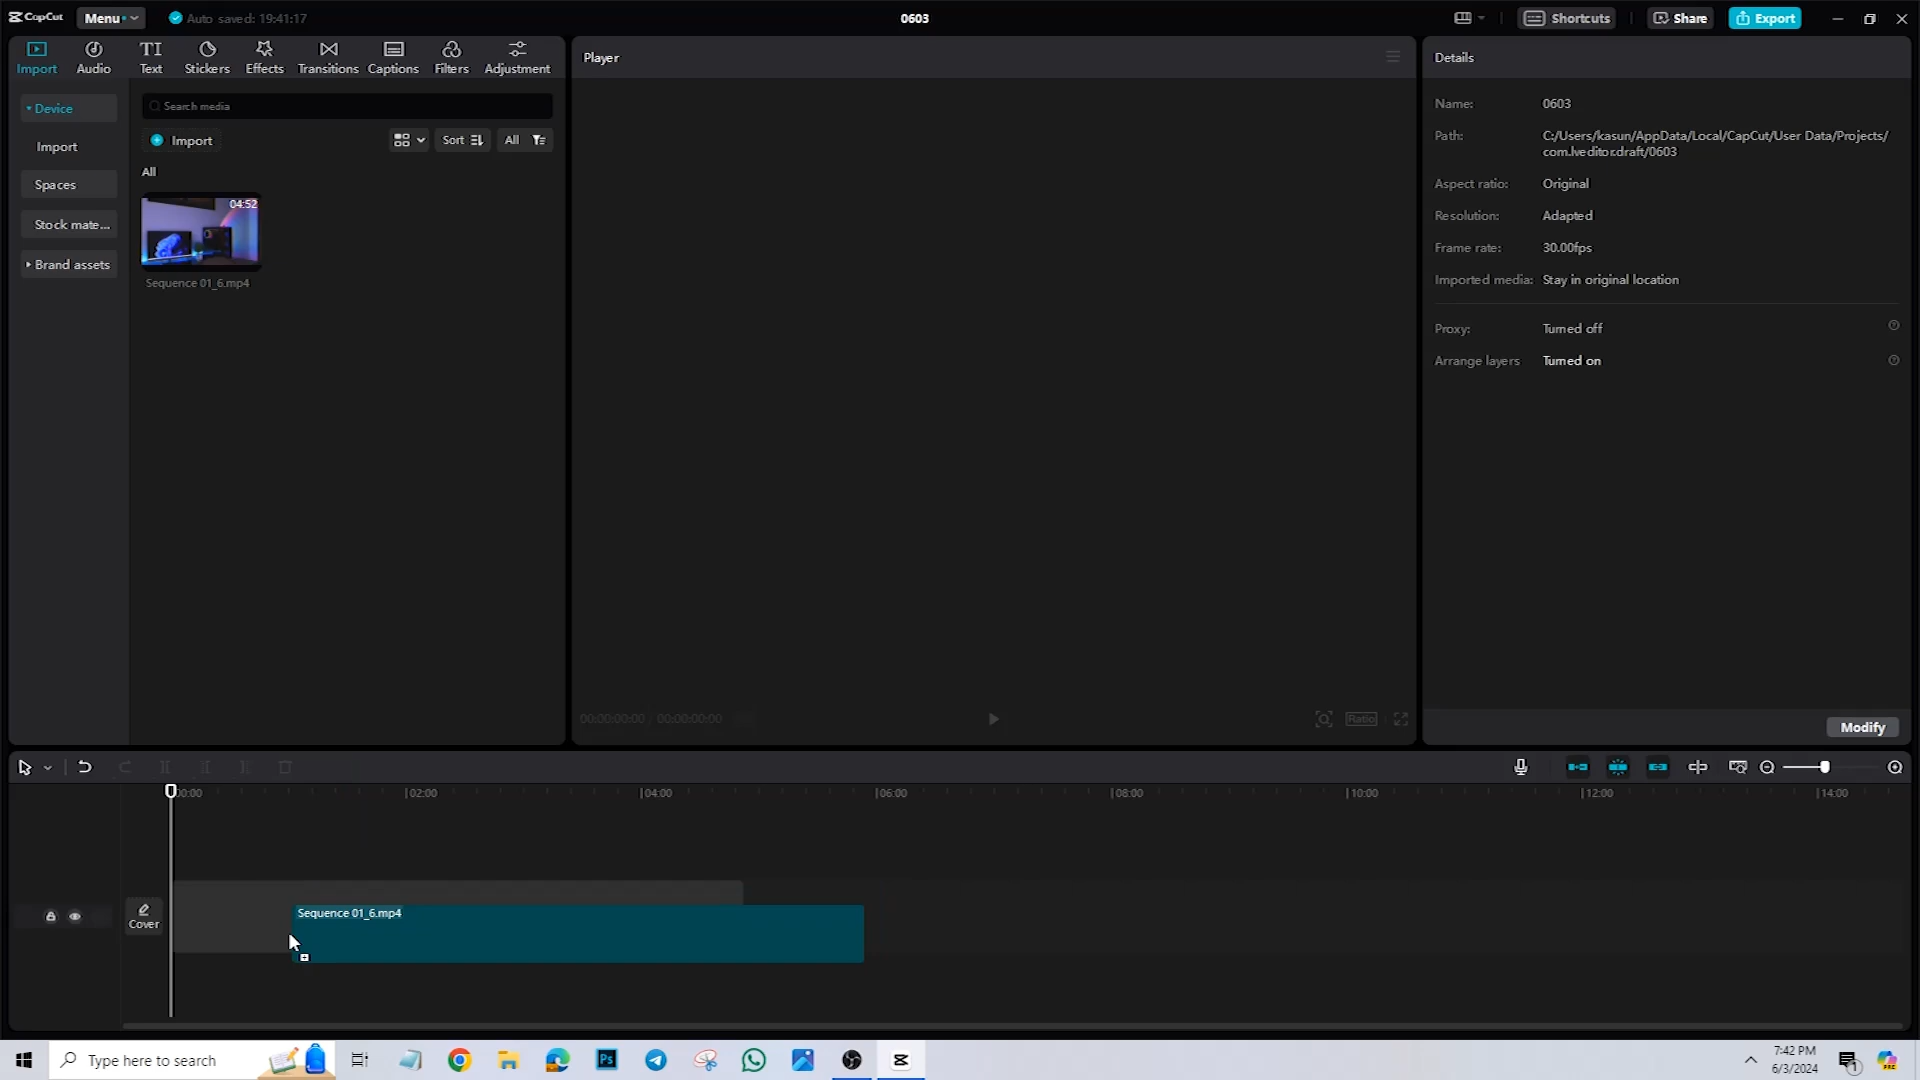 CapCut
Menu
Auto saved: 19:41:17
0603
Shortcuts
Share
Export
Import
Audio
TI
Text
Stickers
Effects
Transitions
Captions
Filters
Adjustment
Player
Details
Device
Import
Spaces
Stock mate...
Brand assets
Search media
Import
Sort
All
All
04:52
Sequence 01_6.mp4
Name: 0603
Path: C:/Users/kasun/AppData/Local/CapCut/User Data/Projects/
com.lveditor.draft/0603
Aspect ratio: Original
Resolution: Adapted
Frame rate: 30.00fps
Imported media: Stay in original location
Proxy: Turned off
Arrange layers Turned on
00:00:00:00 00:00:00:00
Ratio
Modify
00:00
02:00
04:00
06:00
08:00
10:00
12:00
14:00
Cover
Sequence 01_6.mp4
Type here to search
Ps
7:42 PM
6/3/2024
1
PRE